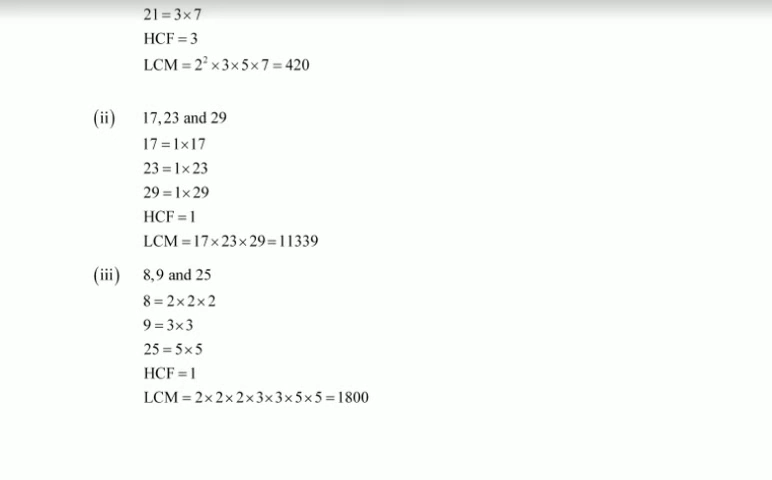 21 = 3×7
HCF = 3
LCM = 2² ×3×5×7 = 420
(ii) 17,23 and 29
17 = 1×17
23 = 1×23
29 = 1×29
HCF = 1
LCM = 17×23×29 = 11339
(iii) 8,9 and 25
8 = 2×2×2
9 = 3×3
25 = 5×5
HCF = 1
LCM = 2×2×2×3×3×5×5 = 1800